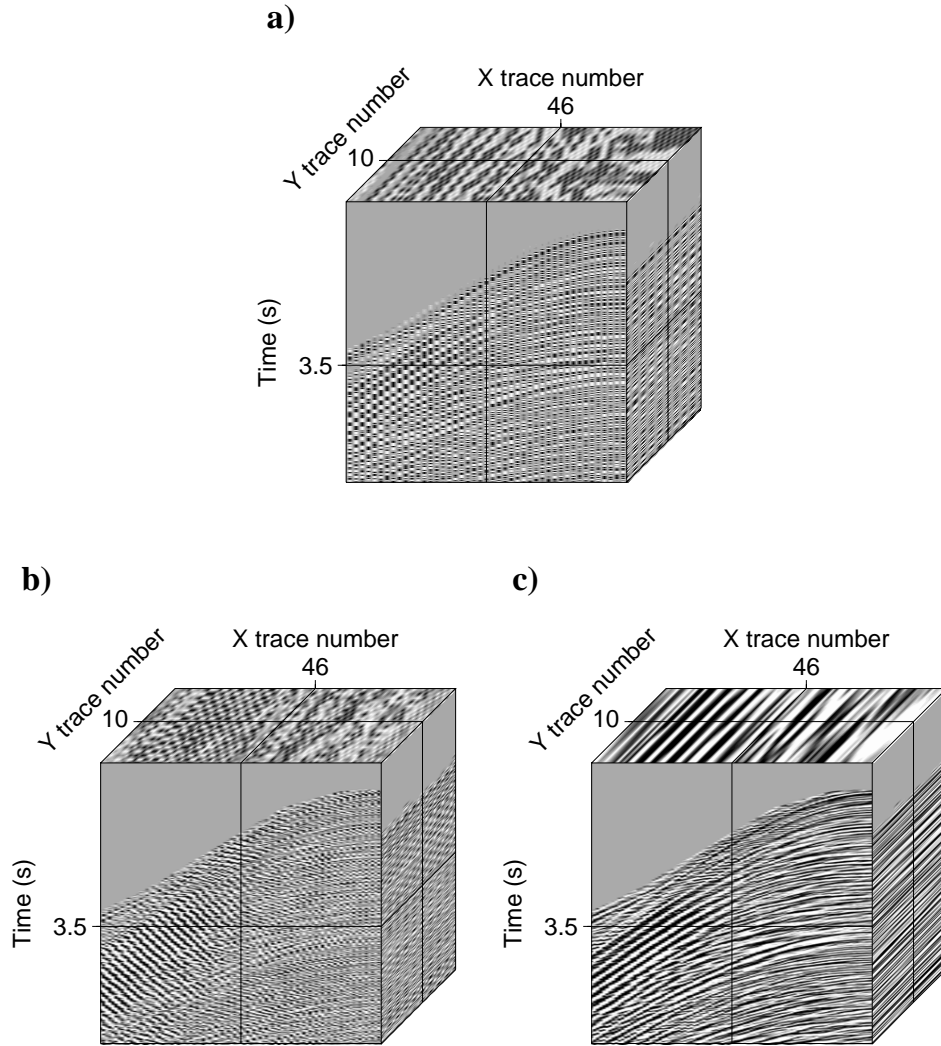 a)
X trace number
46
Y trace number
10
Time (s)
3.5
b)
X trace number
46
Y trace number
10
Time (s)
3.5
c)
X trace number
46
Y trace number
10
Time (s)
3.5